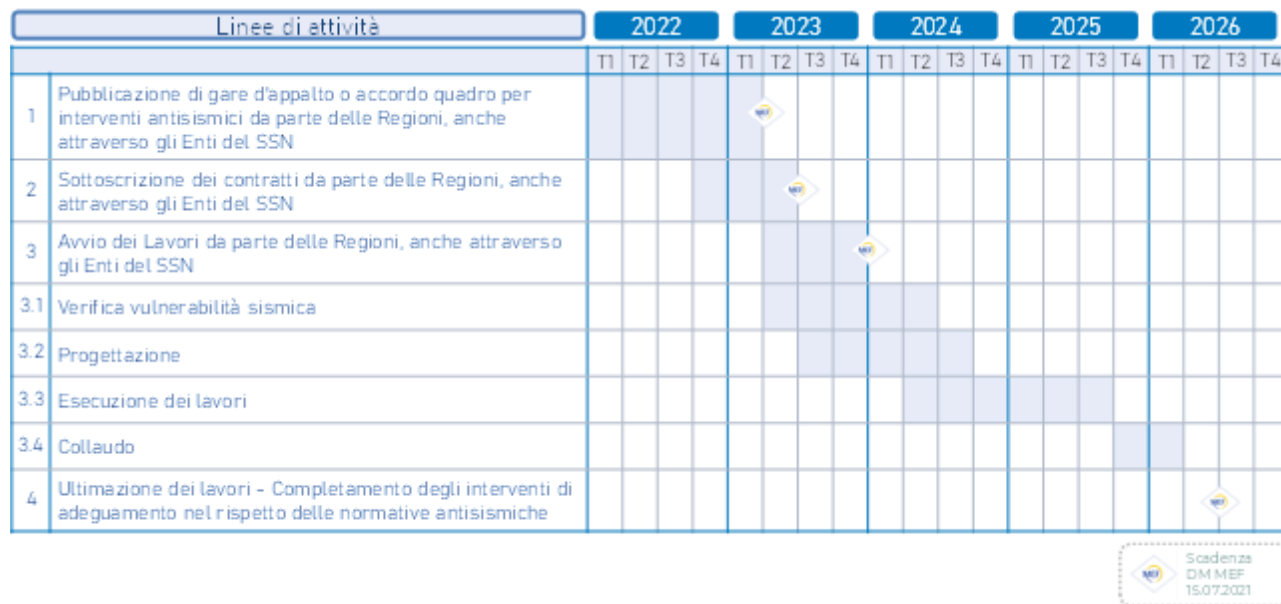 Linee di attività 2022 2023 2024 2025 2026
T1 T2 T3 T4 T1 T2 T3 T4 T1 T2 T3 T4 T1 T2 T3 T4 T1 T2 T3 T4
1 Pubblicazione di gare d'appalto o accordo quadro per
interventi antisismici da parte delle Regioni, anche
attraverso gli Enti del SSN
MEF
2 Sottoscrizione dei contratti da parte delle Regioni, anche
attraverso gli Enti del SSN
MEF
3 Avvio dei Lavori da parte delle Regioni, anche attraverso
gli Enti del SSN
MEF
3.1 Verifica vulnerabilità sismica
3.2 Progettazione
3.3 Esecuzione dei lavori
3.4 Collaudo
4 Ultimazione dei lavori - Completamento degli interventi di
adeguamento nel rispetto delle normative antisismiche
MEF
MEF
Scadenza
DM MEF
15.07.2021